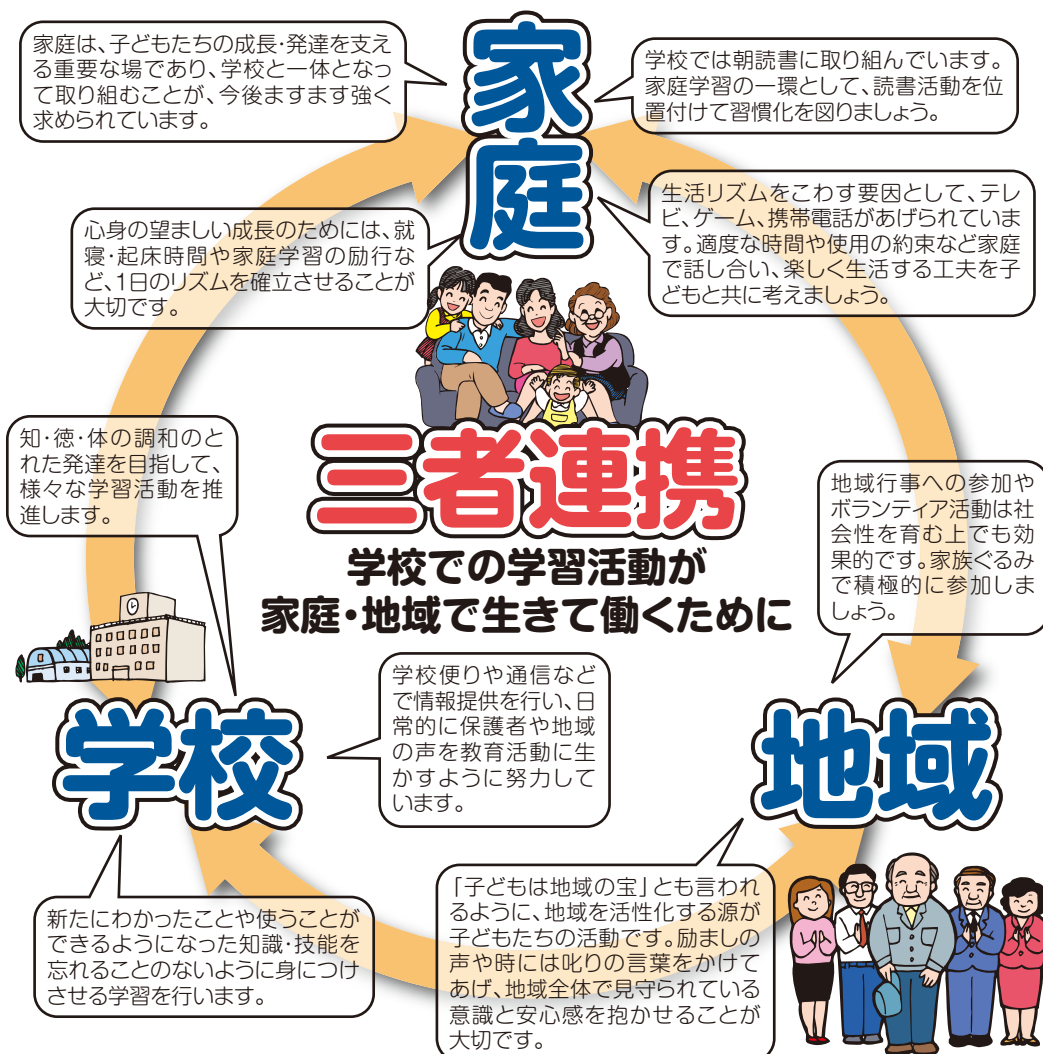 家庭
家庭は、子どもたちの成長・発達を支え
る重要な場であり、学校と一体となっ
て取り組むことが、今後ますます強く
求められています。
学校では朝読書に取り組んでいます。
家庭学習の一環として、読書活動を位
置付けて習慣化を図りましょう。
心身の望ましい成長のためには、就
寝・起床時間や家庭学習の励行な
ど、1日のリズムを確立させることが
大切です。
生活リズムをこわす要因として、テレ
ビ、ゲーム、携帯電話があげられていま
す。適度な時間や使用の約束など家庭
で話し合い、楽しく生活する工夫を子
どもと共に考えましょう。
三者連携
学校での学習活動が
家庭・地域で生きて働くために
知・徳・体の調和のと
れた発達を目指して、
様々な学習活動を推
進します。
地域行事への参加や
ボランティア活動は社
会性を育む上でも効
果的です。家族ぐるみ
で積極的に参加しま
しょう。
学校
学校便りや通信など
で情報提供を行い、日
常的に保護者や地域
の声を教育活動に生
かすように努力して
います。
地域
新たにわかったことや使うことが
できるようになった知識・技能を
忘れることのないように身につけ
させる学習を行います。
「子どもは地域の宝」とも言われ
るように、地域を活性化する源が
子どもたちの活動です。励ましの
声や時には叱りの言葉をかけて
あげ、地域全体で見守られている
意識と安心感を抱かせることが
大切です。